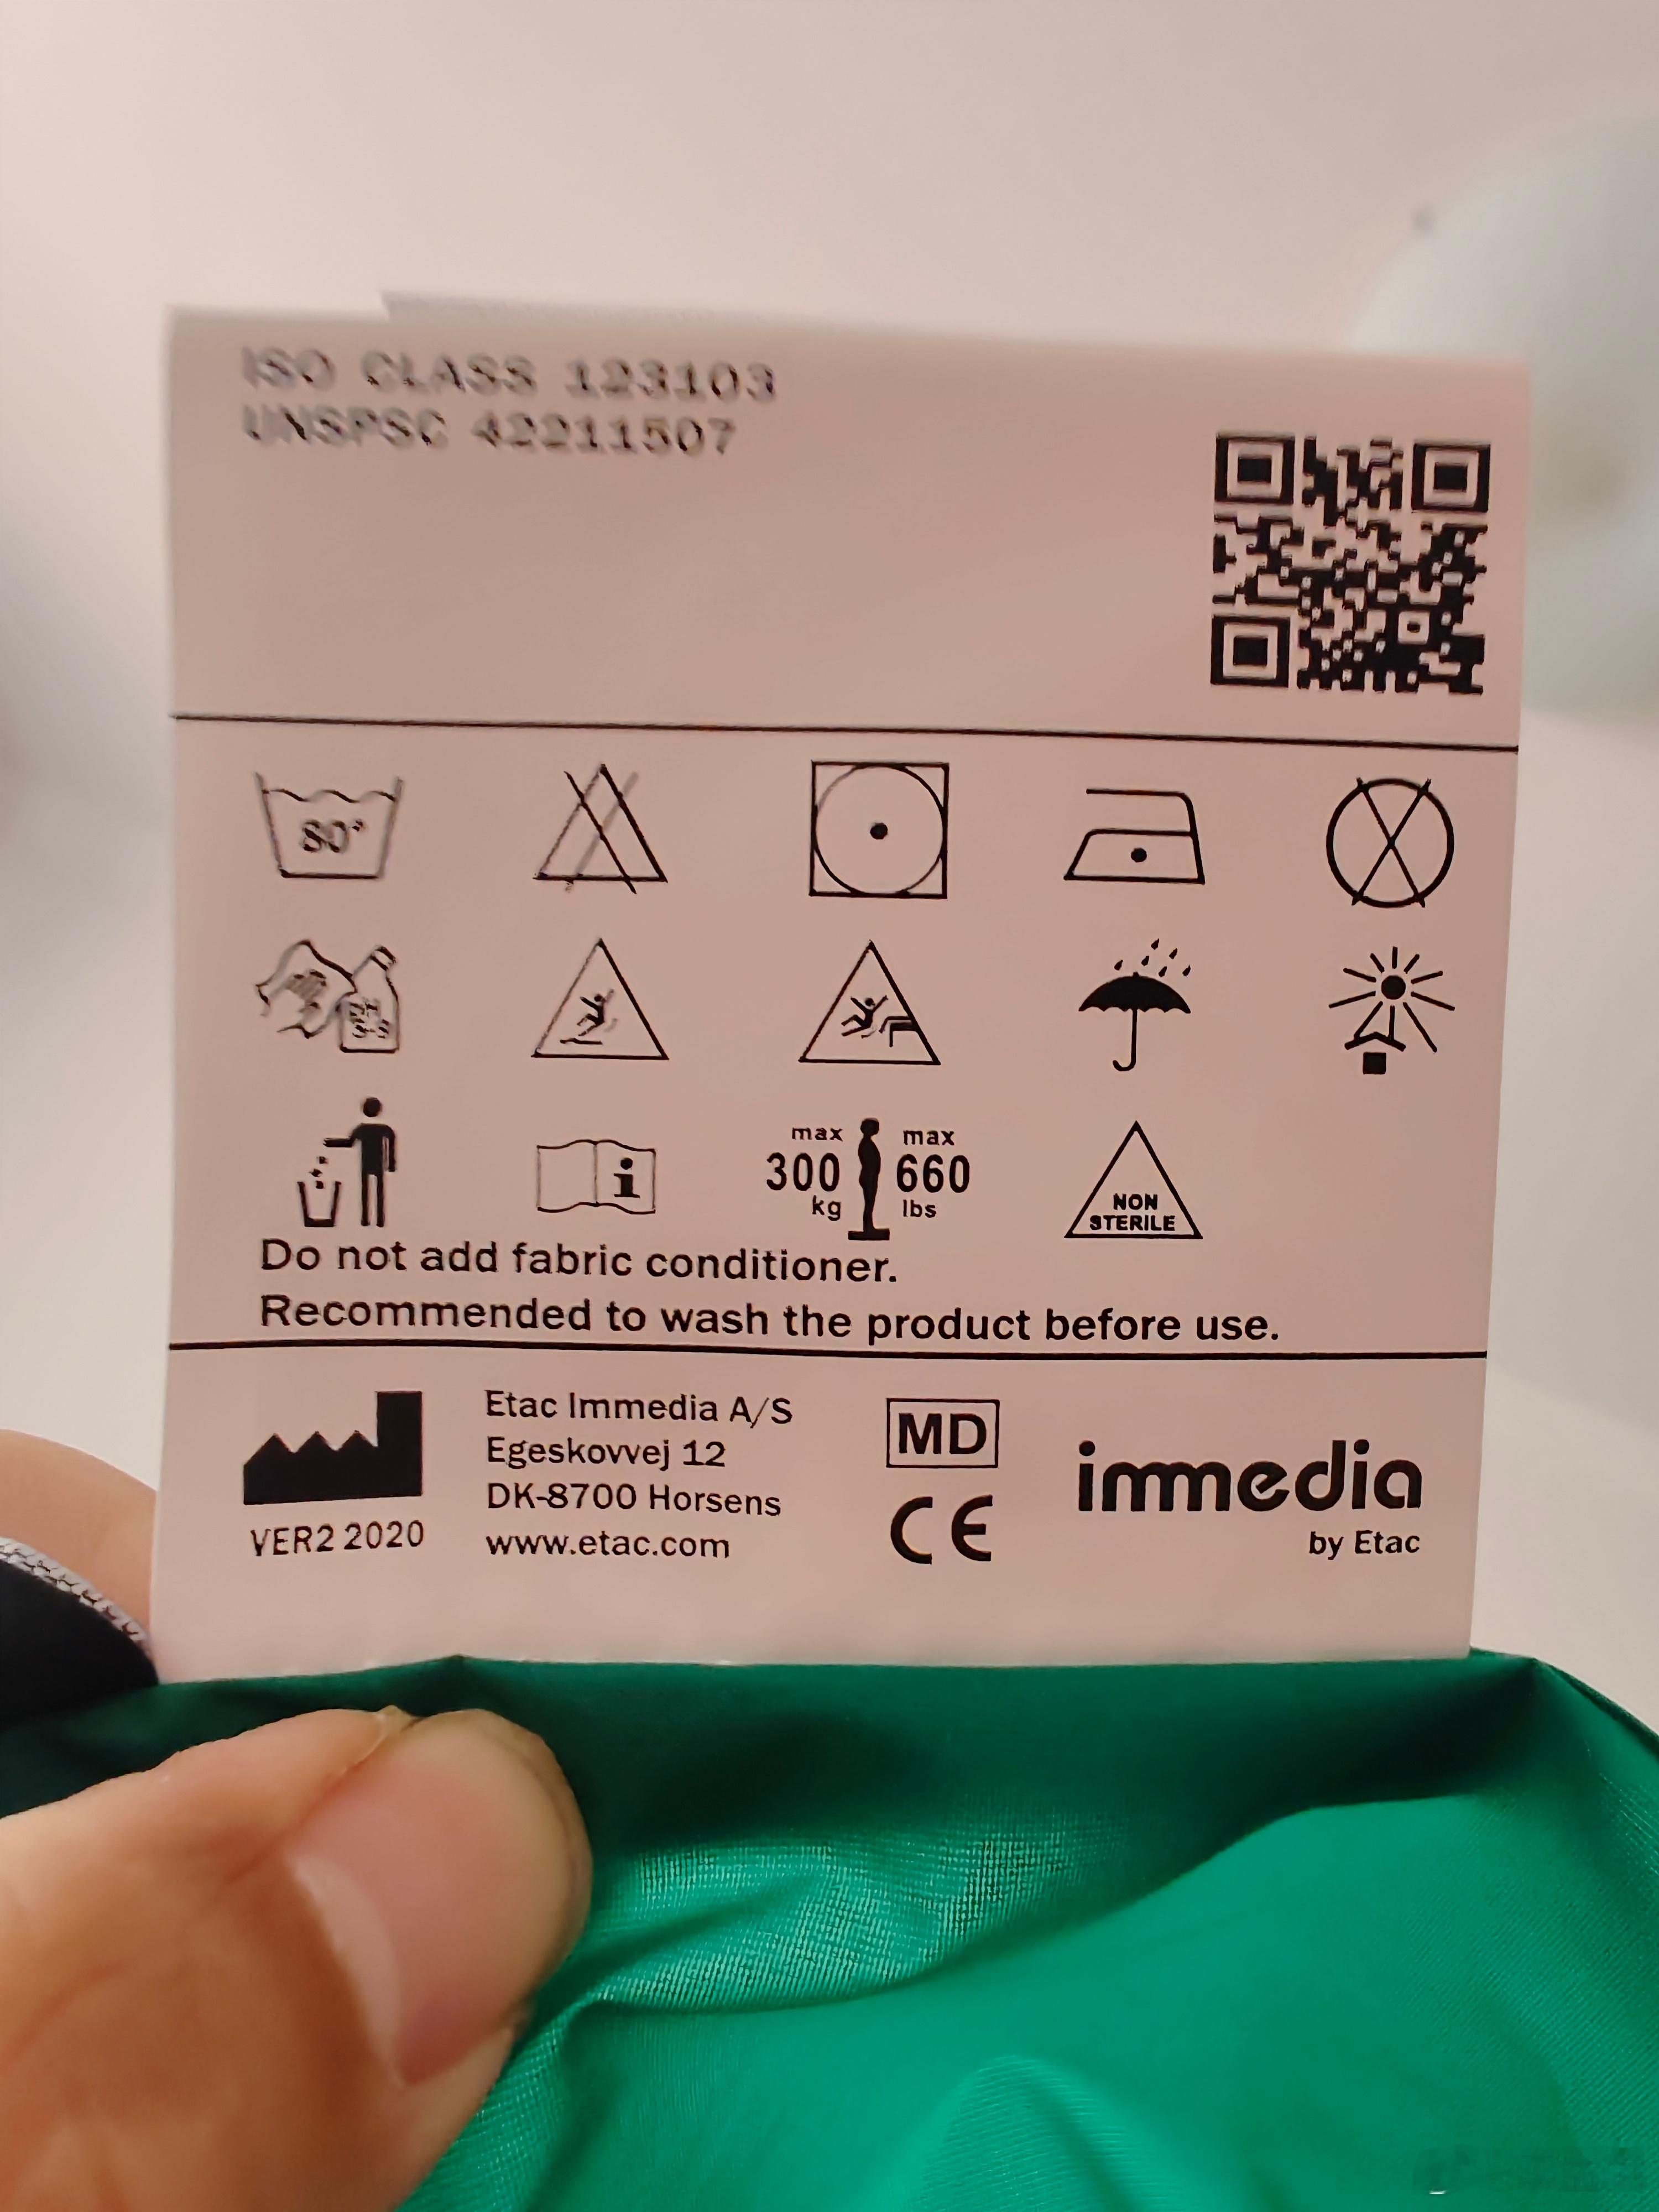 ISO CLASS 123103
UNSPSC 42211507
80°
max
300
kg
max
660
lbs
NON
STERILE
Do not add fabric conditioner.
Recommended to wash the product before use.
VER2 2020
Etac Immedia A/S
Egeskovvej 12
DK-8700 Horsens
www.etac.com
MD
CE
immedia
by Etac